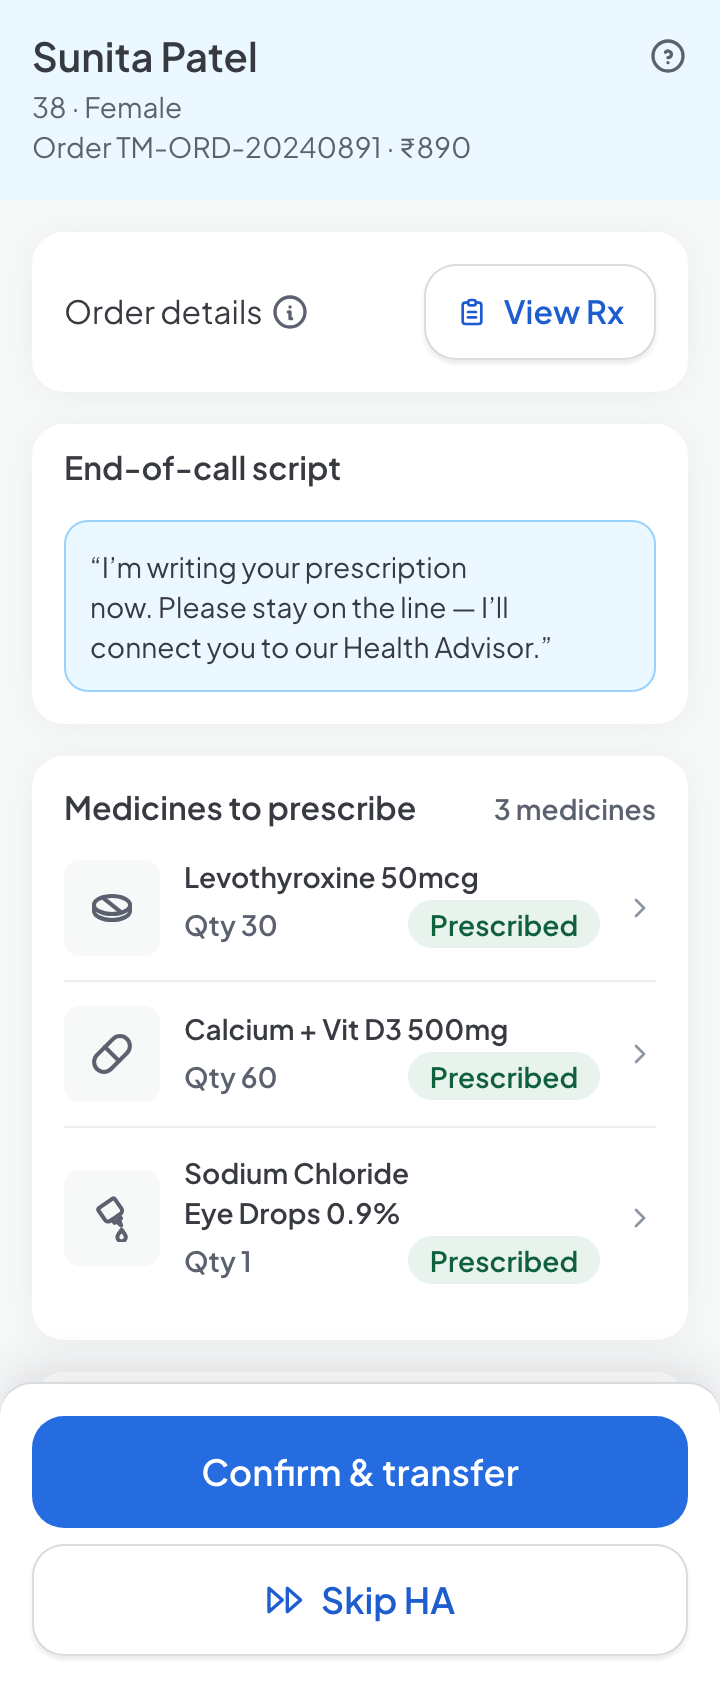 Sunita Patel
38 · Female
Order TM-ORD-20240891 · ₹890
Order details
View Rx
End-of-call script
“I’m writing your prescription
now. Please stay on the line — I’ll
connect you to our Health Advisor.”
Medicines to prescribe
3 medicines
Levothyroxine 50mcg
Qty 30
Prescribed
Calcium + Vit D3 500mg
Qty 60
Prescribed
Sodium Chloride
Eye Drops 0.9%
Qty 1
Prescribed
Confirm & transfer
Skip HA